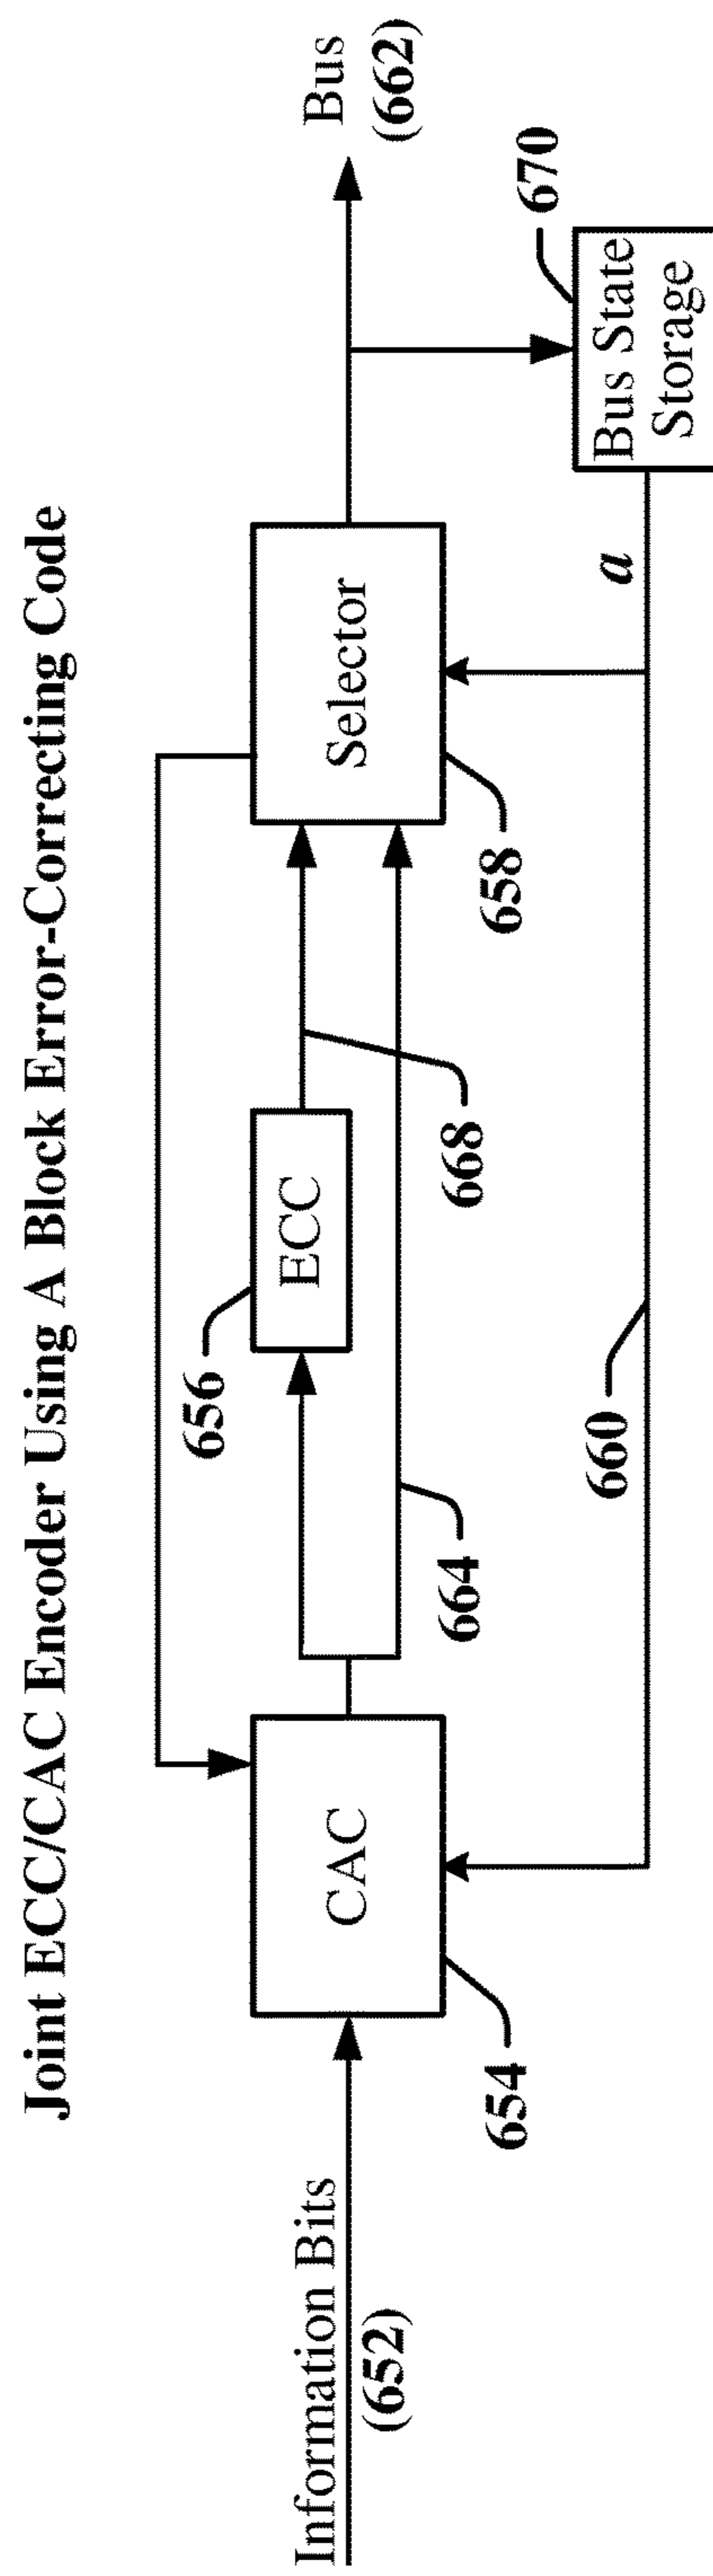 Joint ECC/CAC Encoder Using A Block Error-Correcting Code
Information Bits
(652)
CAC
654
656
ECC
664
668
Selector
658
660
a
Bus
(662)
670
Bus State
Storage